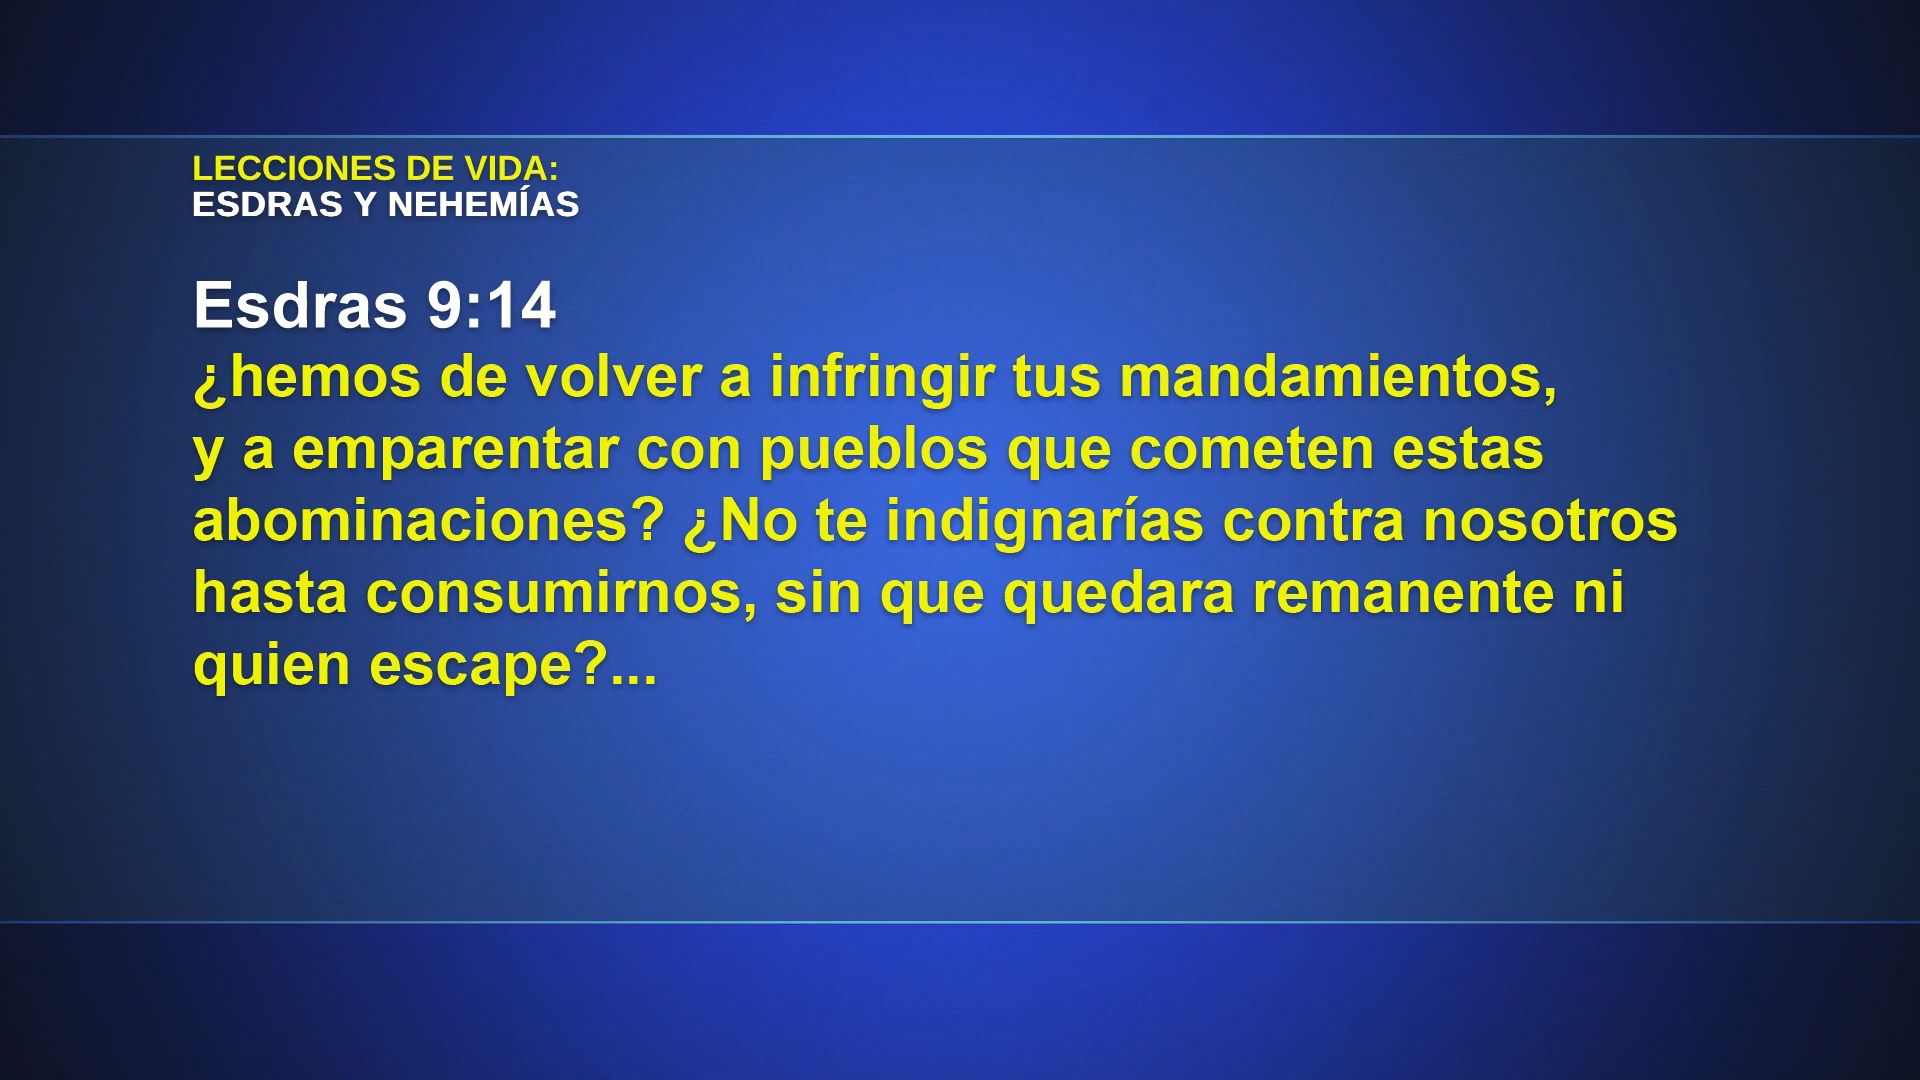 LECCIONES DE VIDA:
ESDRAS Y NEHEMÍAS
Esdras 9:14
¿hemos de volver a infringir tus mandamientos,
y a emparentar con pueblos que cometen estas
abominaciones? ¿No te indignarías contra nosotros
hasta consumirnos, sin que quedara remanente ni
quien escape?...